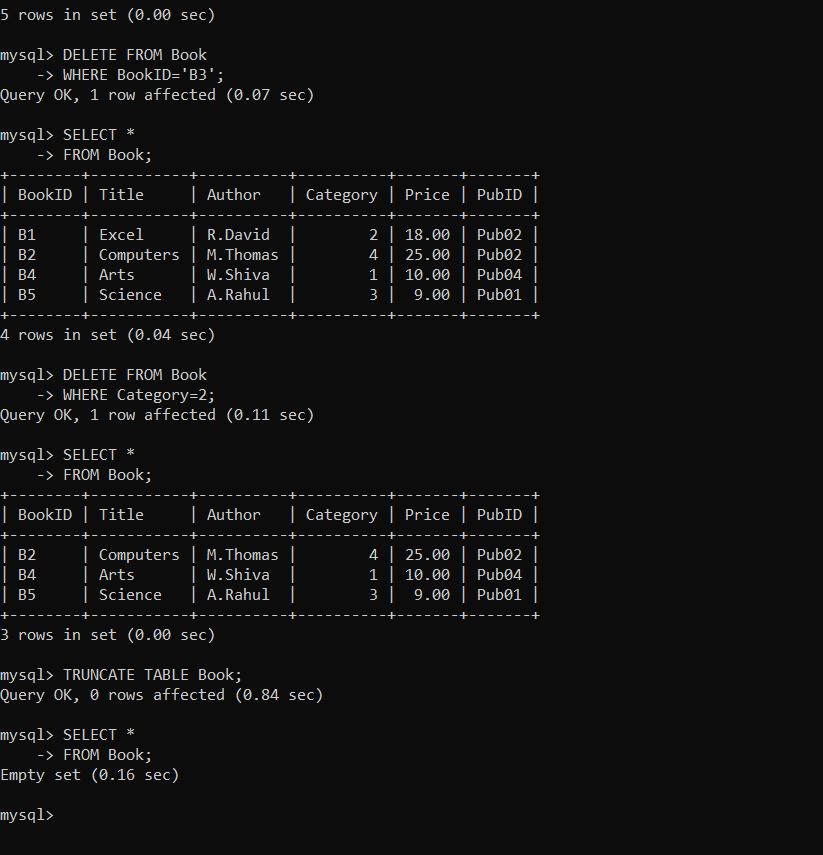 5 rows in set (0.00 sec)

mysql> DELETE FROM Book
    -> WHERE BookID='B3';
Query OK, 1 row affected (0.07 sec)

mysql> SELECT *
    -> FROM Book;
+--------+-----------+----------+----------+-------+-------+
| BookID | Title     | Author   | Category | Price | PubID |
+--------+-----------+----------+----------+-------+-------+
| B1     | Excel     | R.David  |        2 | 18.00 | Pub02 |
| B2     | Computers | M.Thomas |        4 | 25.00 | Pub02 |
| B4     | Arts      | W.Shiva  |        1 | 10.00 | Pub04 |
| B5     | Science   | A.Rahul  |        3 |  9.00 | Pub01 |
+--------+-----------+----------+----------+-------+-------+
4 rows in set (0.04 sec)

mysql> DELETE FROM Book
    -> WHERE Category=2;
Query OK, 1 row affected (0.11 sec)

mysql> SELECT *
    -> FROM Book;
+--------+-----------+----------+----------+-------+-------+
| BookID | Title     | Author   | Category | Price | PubID |
+--------+-----------+----------+----------+-------+-------+
| B2     | Computers | M.Thomas |        4 | 25.00 | Pub02 |
| B4     | Arts      | W.Shiva  |        1 | 10.00 | Pub04 |
| B5     | Science   | A.Rahul  |        3 |  9.00 | Pub01 |
+--------+-----------+----------+----------+-------+-------+
3 rows in set (0.00 sec)

mysql> TRUNCATE TABLE Book;
Query OK, 0 rows affected (0.84 sec)

mysql> SELECT *
    -> FROM Book;
Empty set (0.16 sec)

mysql>